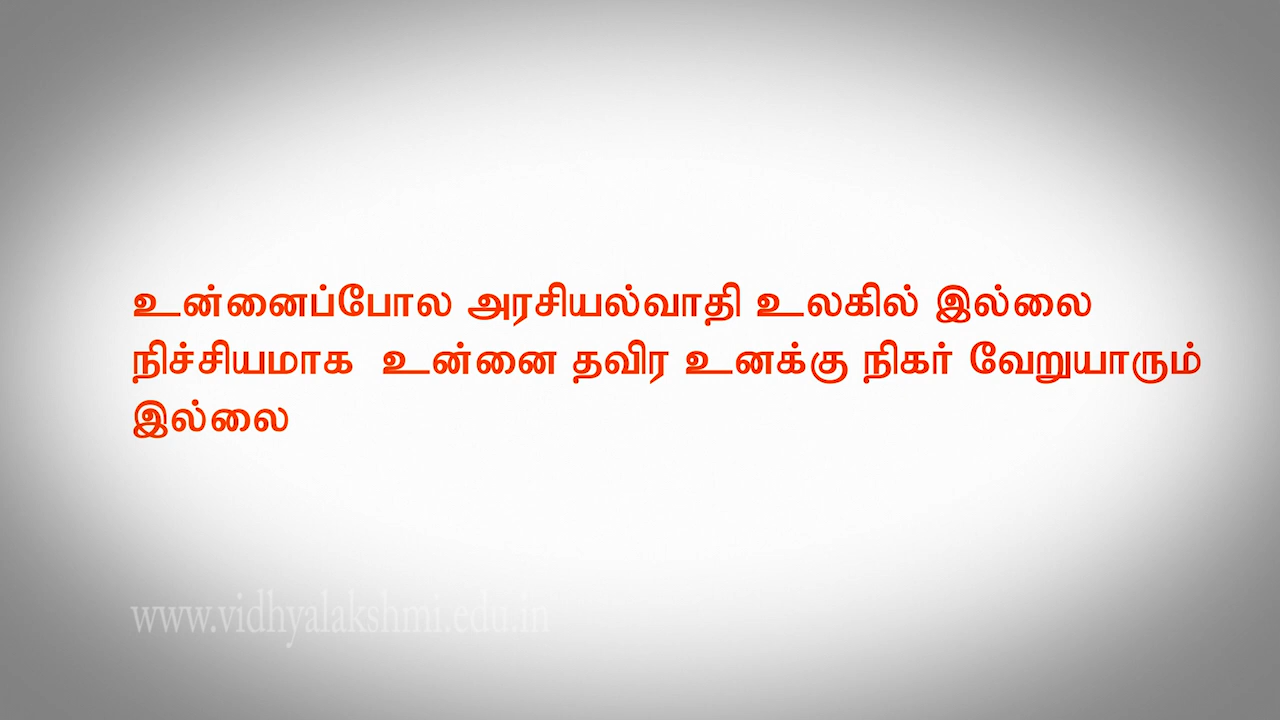 உன்னைப்போல அரசியல்வாதி உலகில் இல்லை
நிச்சியமாக உன்னை தவிர உனக்கு நிகர் வேறுயாரும்
இல்லை
www.vidhyalakshmi.edu.in